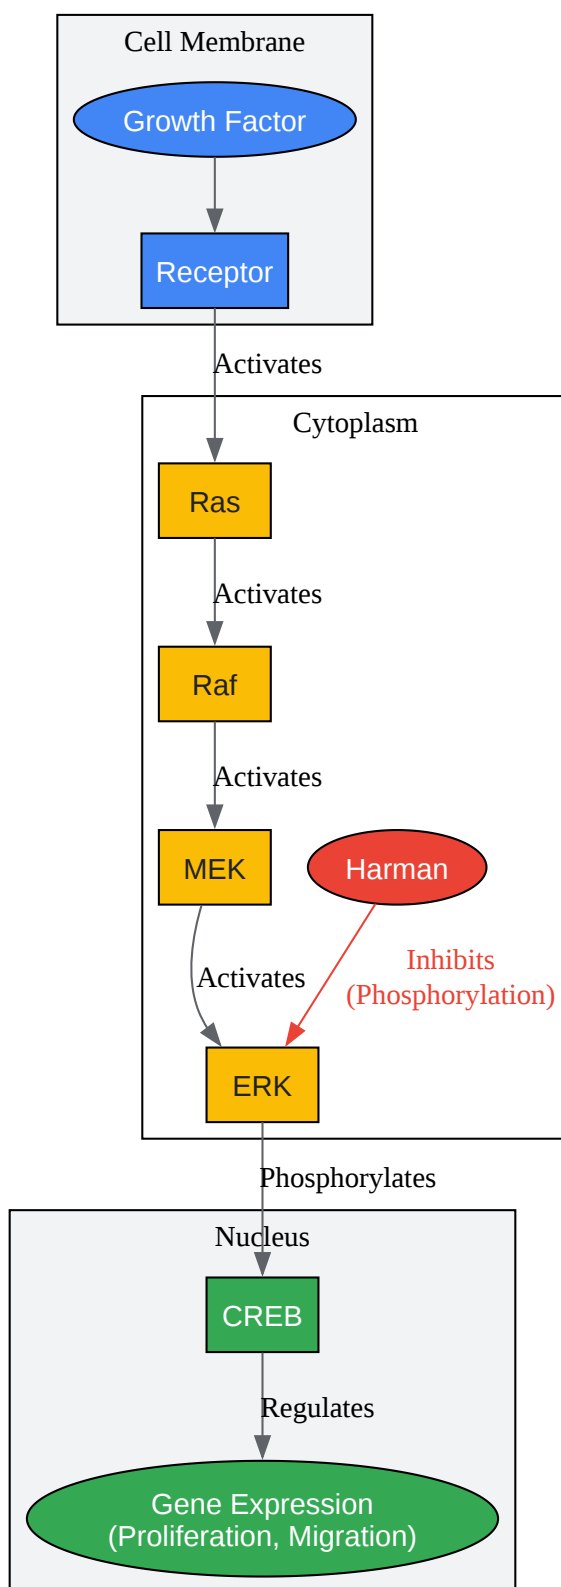 Cell Membrane
Growth Factor
Receptor
Activates
Cytoplasm
Ras
Activates
Raf
Activates
MEK
Harman
Inhibits
(Phosphorylation)
Activates
ERK
Phosphorylates
Nucleus
CREB
Regulates
Gene Expression
(Proliferation, Migration)